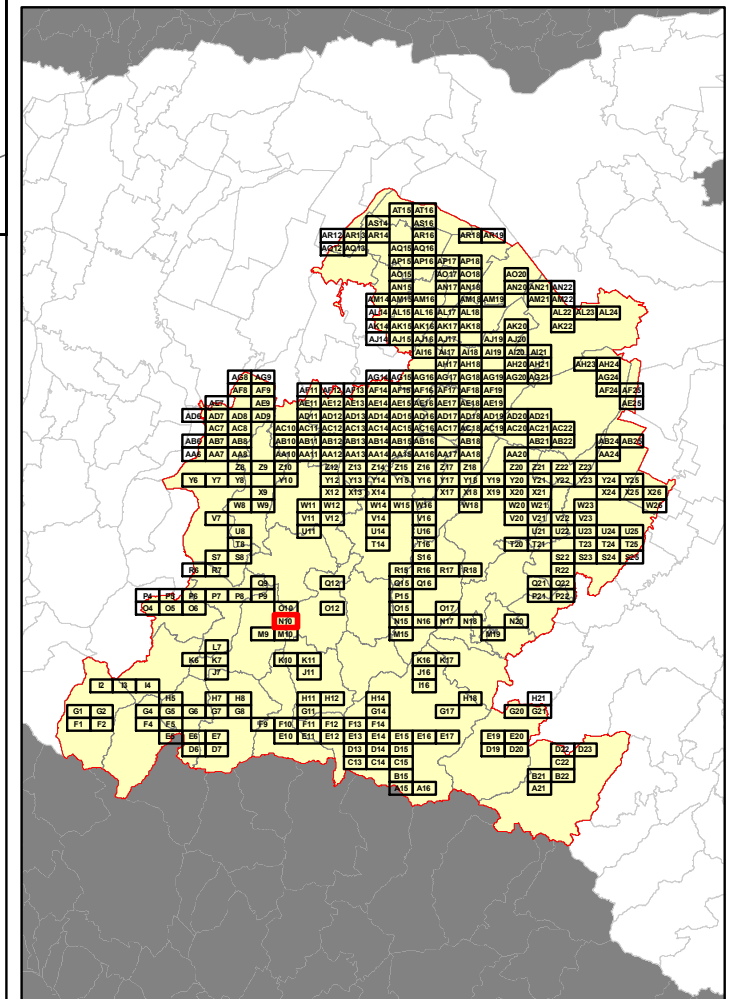 AT15 AT16
AS14 AS16
AR12 AR13 AR14 AR16 AR18 AR19
AQ12 AQ13 AQ15 AQ16
AP15 AP16 AP17 AP18
AO15 AO17 AO18 AO20
AN15 AN17 AN18 AN20 AN21 AN22
AM14 AM15 AM16 AM18 AM19 AM21 AM22
AL14 AL15 AL16 AL17 AL18 AL22 AL23 AL24
AK14 AK15 AK16 AK17 AK18 AK20 AK22
AJ14 AJ15 AJ16 AJ17 AJ19 AJ20
AI16 AI17 AI18 AI19 AI20 AI21
AH17 AH18 AH20 AH21 AH23 AH24
AG8 AG9 AG14 AG15 AG16 AG17 AG18 AG19 AG20 AG21 AG24
AF8 AF9 AF11 AF12 AF13 AF14 AF15 AF16 AF17 AF18 AF19 AF24 AF25
AE7 AE9 AE11 AE12 AE13 AE14 AE15 AE16 AE17 AE18 AE19 AE25
AD6 AD7 AD8 AD9 AD11 AD12 AD13 AD14 AD15 AD16 AD17 AD18 AD19 AD20 AD21
AC7 AC8 AC10 AC11 AC12 AC13 AC14 AC15 AC16 AC17 AC18 AC19 AC20 AC21 AC22
AB6 AB7 AB8 AB10 AB11 AB12 AB13 AB14 AB15 AB16 AB18 AB21 AB22 AB24 AB25
AA6 AA7 AA8 AA10 AA11 AA12 AA13 AA14 AA15 AA16 AA17 AA18 AA20 AA24
Z8 Z9 Z10 Z12 Z13 Z14 Z15 Z16 Z17 Z18 Z20 Z21 Z22 Z23
Y6 Y7 Y8 Y10 Y12 Y13 Y14 Y15 Y16 Y17 Y18 Y19 Y20 Y21 Y22 Y23 Y24 Y25
X9 X12 X13 X14 X17 X18 X19 X20 X21 X24 X25 X26
W8 W9 W11 W12 W14 W15 W16 W18 W20 W21 W23 W26
V7 V11 V12 V14 V16 V20 V21 V22 V23
U8 U11 U14 U16 U21 U22 U23 U24 U25
T8 T14 T16 T20 T21 T23 T24 T25
S7 S8 S16 S22 S23 S24 S25
R6 R7 R15 R16 R17 R18 R22
Q9 Q12 Q15 Q16 Q21 Q22
P4 P5 P6 P7 P8 P9 P15 P21 P22
O4 O5 O6 O10 O12 O15 O17
N10 N15 N16 N17 N18 N20
M9 M10 M15 M19
L7
K6 K7 K10 K11 K16 K17
J7 J11 J16
I2 I3 I4 I16
H5 H7 H8 H11 H12 H14 H18 H21
G1 G2 G4 G5 G6 G7 G8 G11 G14 G17 G20 G21
F1 F2 F4 F5 F9 F10 F11 F12 F13 F14
E5 E6 E7 E10 E11 E12 E13 E14 E15 E16 E17 E19 E20
D6 D7 D13 D14 D15 D19 D20 D22 D23
C13 C14 C15 C22
B15 B21 B22
A15 A16 A21